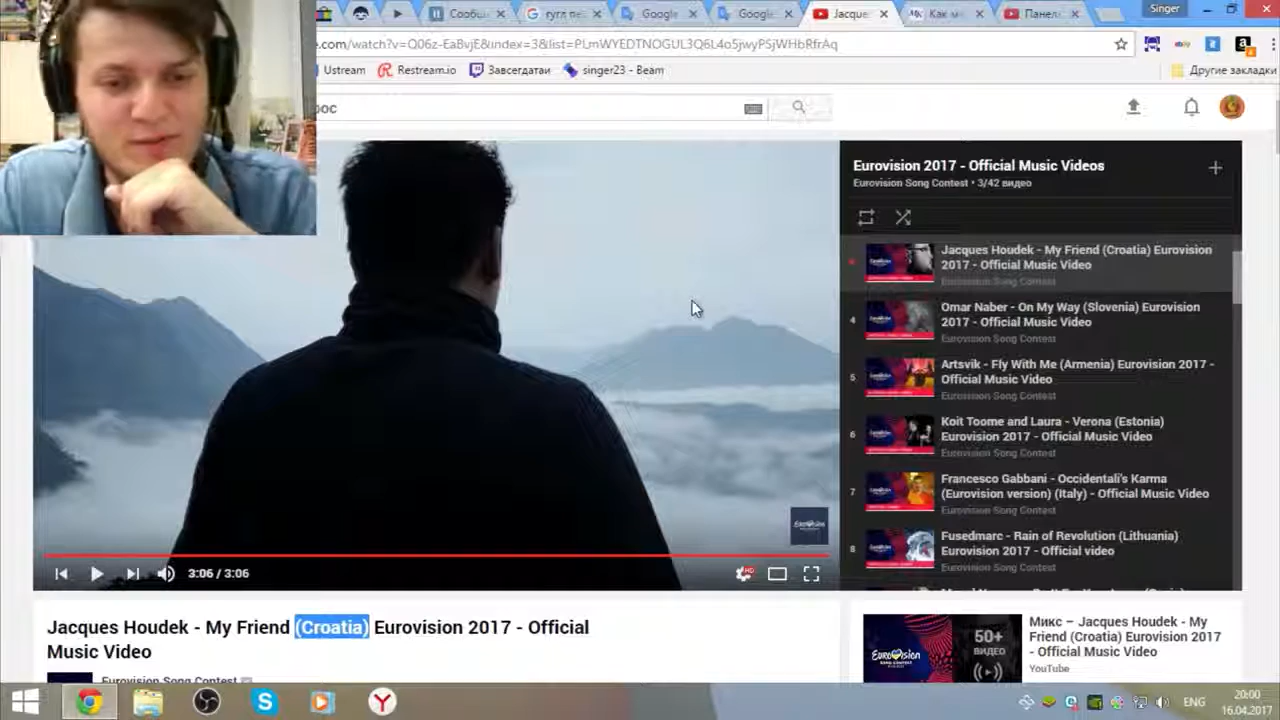 Сообщ
гугл пе
Google
Google
Jacque
Как м
Панел
Singer
e.com/watch?v=Q06z-EaBvjE&index=3&list=PLmWYEDTNOGUL3Q6L4o5jwyPSjWHbRfrAq
Ustream
Restream.io
Завсегдатаи
singer23 - Beam
Другие закладки
рос
Eurovision 2017 - Official Music Videos
Eurovision Song Contest • 3/42 видео
Jacques Houdek - My Friend (Croatia) Eurovision
2017 - Official Music Video
Eurovision Song Contest
4
Omar Naber - On My Way (Slovenia) Eurovision
2017 - Official Music Video
Eurovision Song Contest
5
Artsvik - Fly With Me (Armenia) Eurovision 2017 -
Official Music Video
Eurovision Song Contest
6
Koit Toome and Laura - Verona (Estonia)
Eurovision 2017 - Official Music Video
Eurovision Song Contest
7
Francesco Gabbani - Occidentali's Karma
(Eurovision version) (Italy) - Official Music Video
Eurovision Song Contest
8
Fusedmarc - Rain of Revolution (Lithuania)
Eurovision 2017 - Official video
Eurovision Song Contest
EUROVISION
3:06 / 3:06
HD
Jacques Houdek - My Friend (Croatia) Eurovision 2017 - Official
Music Video
Eurovision Song Contest
EUROVISION
50+
ВИДЕО
Микс – Jacques Houdek - My
Friend (Croatia) Eurovision 2017
- Official Music Video
YouTube
ENG
20:00
16.04.2017